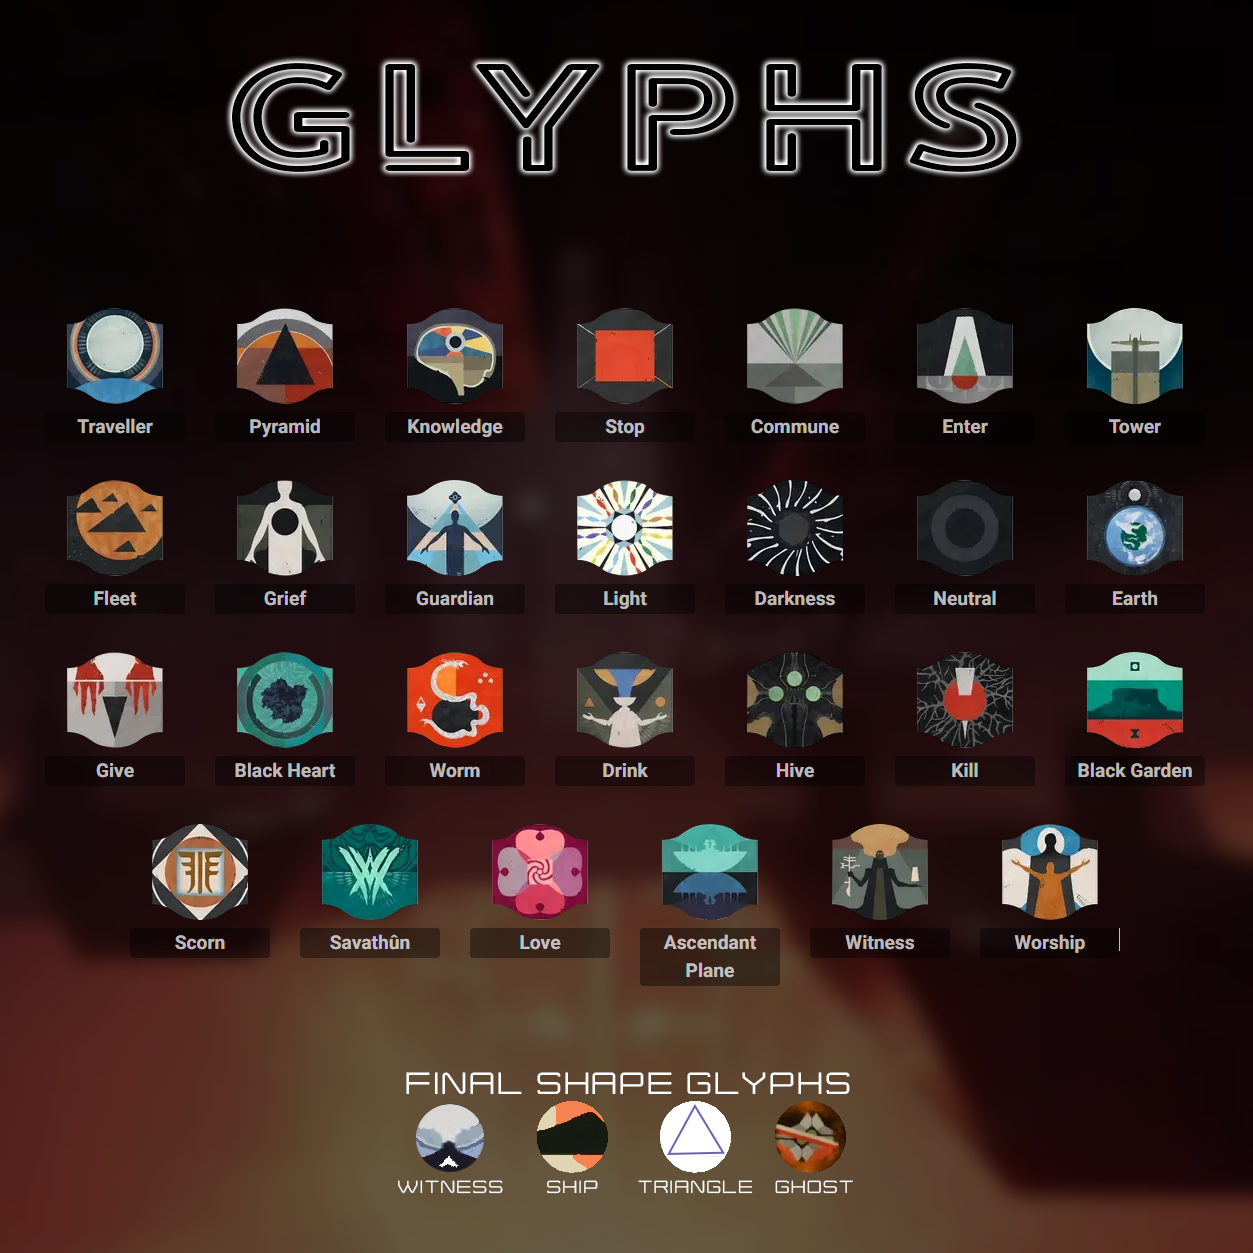 GLYPHS
Traveller
Pyramid
Knowledge
Stop
Commune
Enter
Tower
Fleet
Grief
Guardian
Light
Darkness
Neutral
Earth
Give
Black Heart
Worm
Drink
Hive
Kill
Black Garden
Scorn
Savathûn
Love
Ascendant
Plane
Witness
Worship
FINAL SHAPE GLYPHS
WITNESS
SHIP
TRIANGLE
GHOST